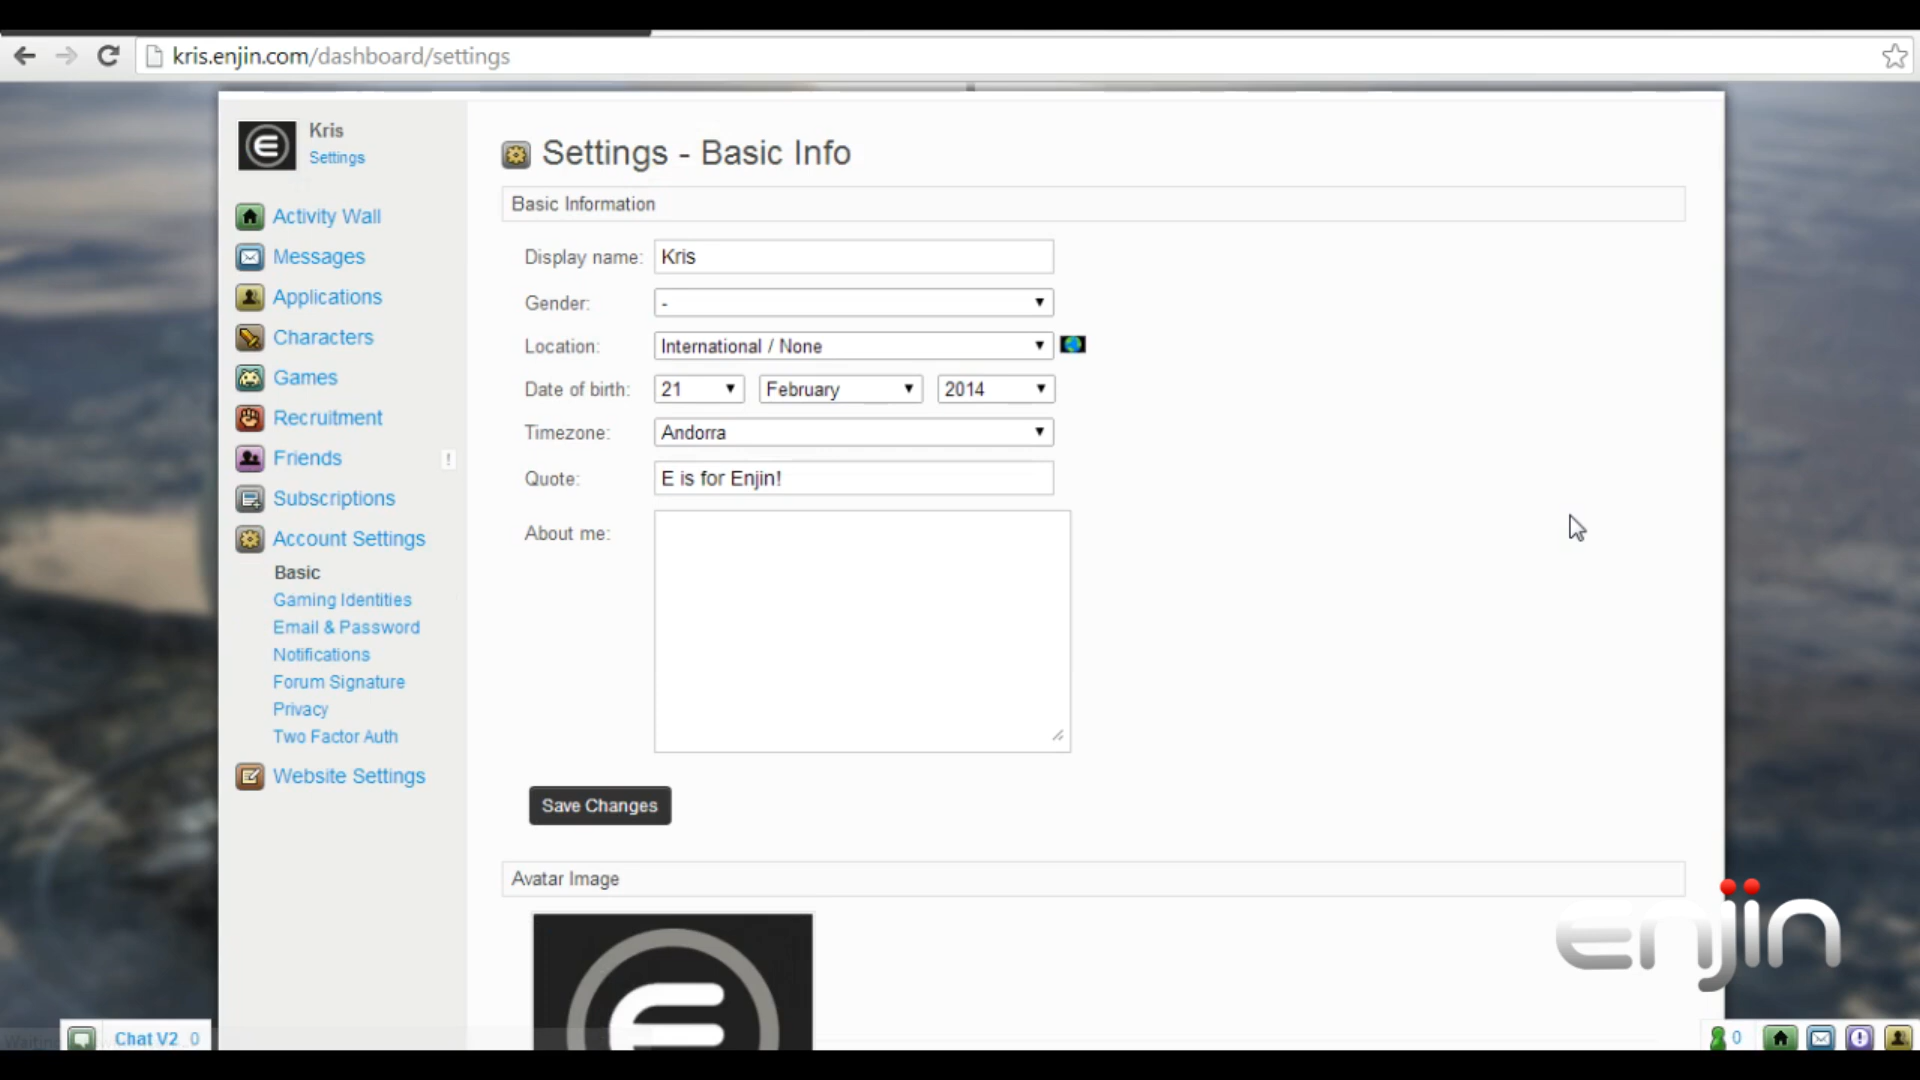 kris.enjin.com/dashboard/settings
Kris
Settings
Activity Wall
Messages
Applications
Characters
Games
Recruitment
Friends !
Subscriptions
Account Settings
Basic
Gaming Identities
Email & Password
Notifications
Forum Signature
Privacy
Two Factor Auth
Website Settings
Settings - Basic Info
Basic Information
Display name: Kris
Gender: -
Location: International / None
Date of birth: 21 February 2014
Timezone: Andorra
Quote: E is for Enjin!
About me:
Save Changes
Avatar Image
enjin
Chat V2 0
0